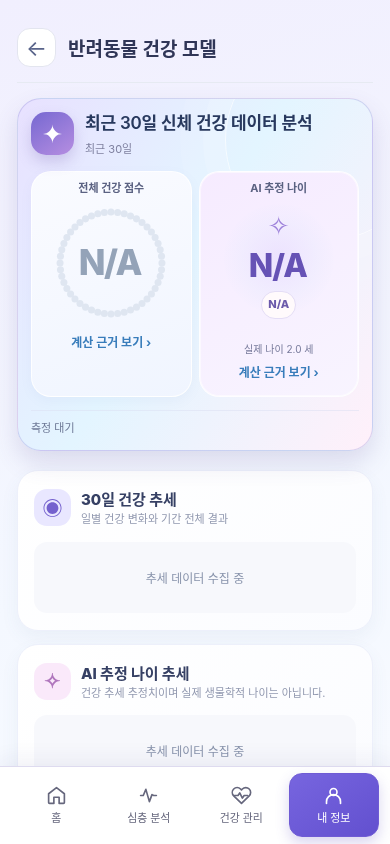 반려동물 건강 모델
최근 30일 신체 건강 데이터 분석
최근 30일
전체 건강 점수
N/A
계산 근거 보기 ›
AI 추정 나이
N/A
N/A
실제 나이 2.0 세
계산 근거 보기 ›
측정 대기
30일 건강 추세
일별 건강 변화와 기간 전체 결과
추세 데이터 수집 중
AI 추정 나이 추세
건강 추세 추정치이며 실제 생물학적 나이는 아닙니다.
추세 데이터 수집 중
홈
심층 분석
건강 관리
내 정보